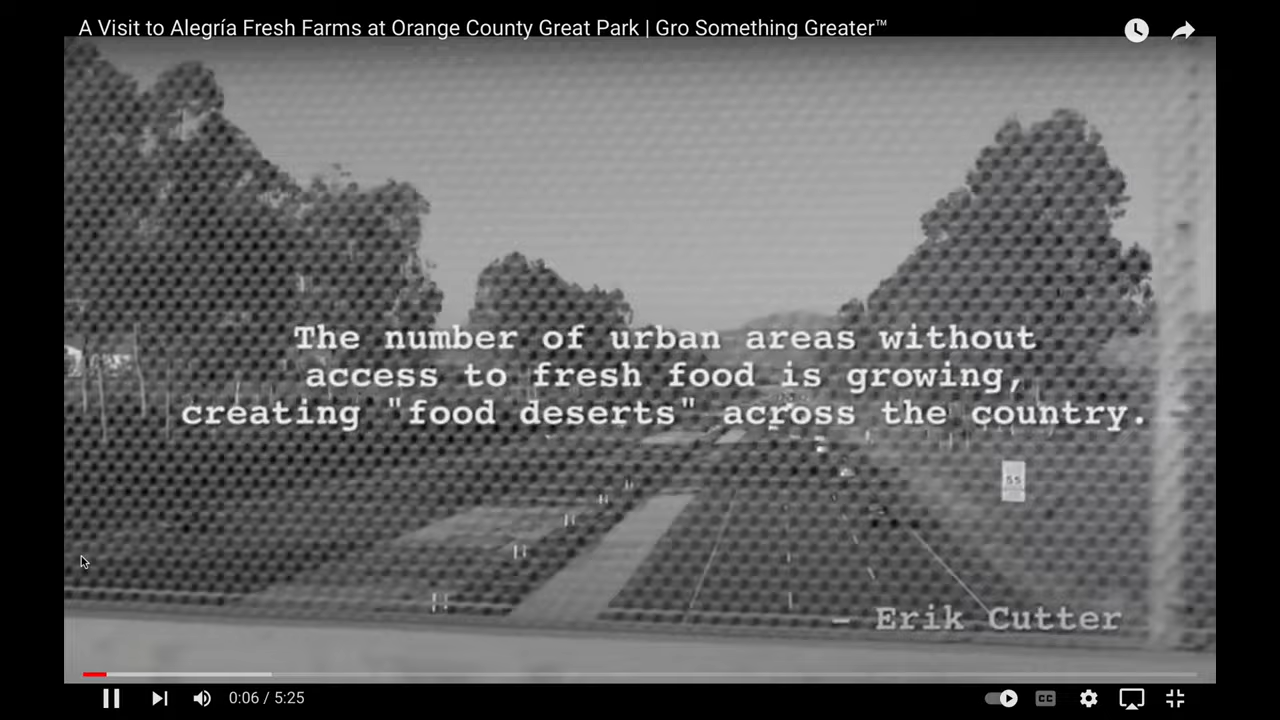 A Visit to Alegría Fresh Farms at Orange County Great Park | Gro Something Greater™
The number of urban areas without
access to fresh food is growing,
creating "food deserts" across the country.
55
– Erik Cutter
0:06 / 5:25
CC